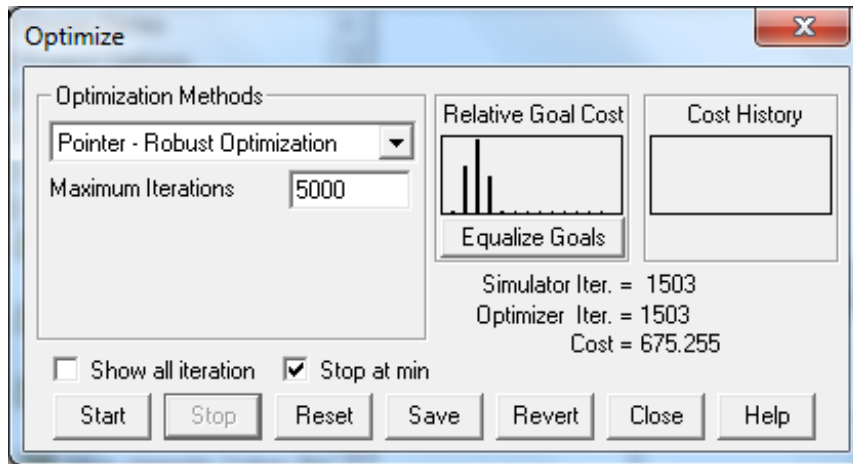 Optimize
Optimization Methods
Pointer - Robust Optimization
Maximum Iterations 5000
Relative Goal Cost
Equalize Goals
Cost History
Simulator Iter. = 1503
Optimizer Iter. = 1503
Cost = 675.255
Show all iteration Stop at min
Start Stop Reset Save Revert Close Help